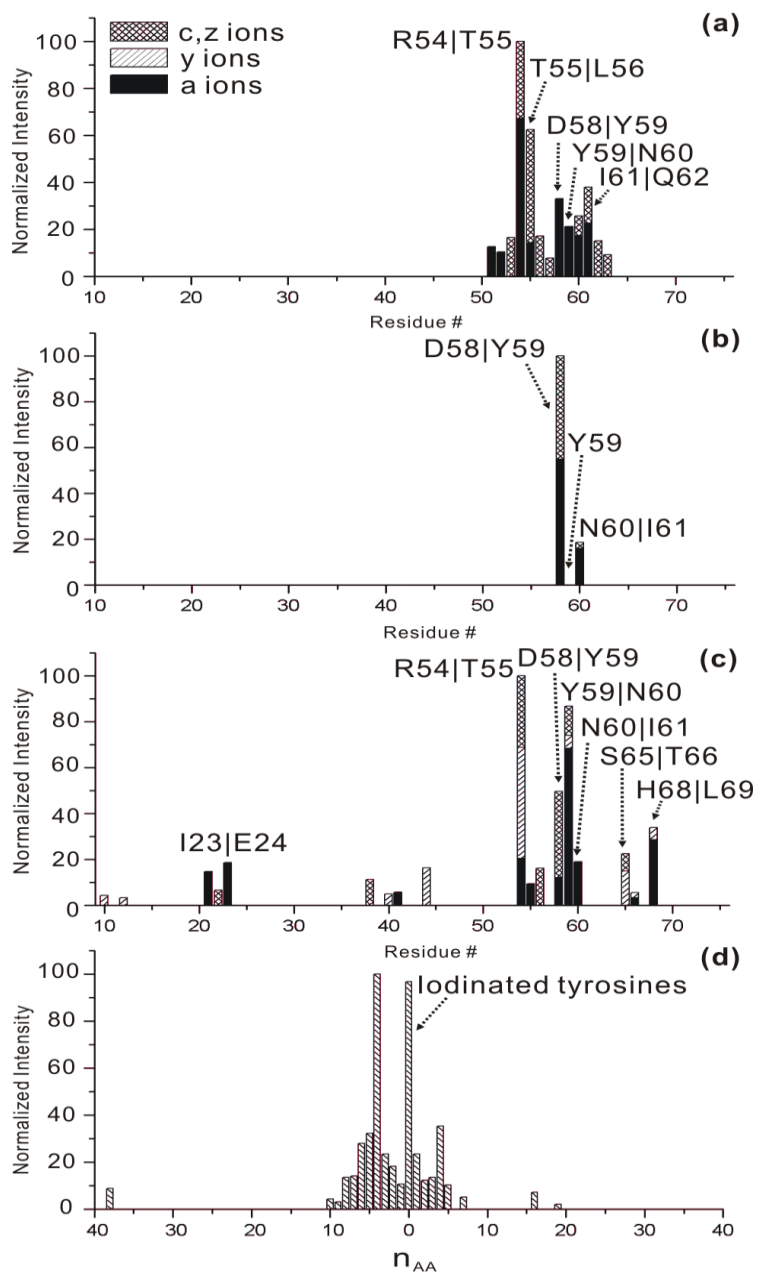 (a)
c,z ions
y ions
a ions
R54|T55
T55|L56
D58|Y59
Y59|N60
I61|Q62
Normalized Intensity
100
80
60
40
20
0
10 20 30 40 50 60 70
Residue #
(b)
D58|Y59
Y59
N60|I61
Normalized Intensity
100
80
60
40
20
0
10 20 30 40 50 60 70
Residue #
(c)
R54|T55
D58|Y59
Y59|N60
N60|I61
S65|T66
H68|L69
I23|E24
Normalized Intensity
100
80
60
40
20
0
10 20 30 40 50 60 70
Residue #
(d)
Iodinated tyrosines
Normalized Intensity
100
80
60
40
20
0
40 30 20 10 0 10 20 30 40
nAA